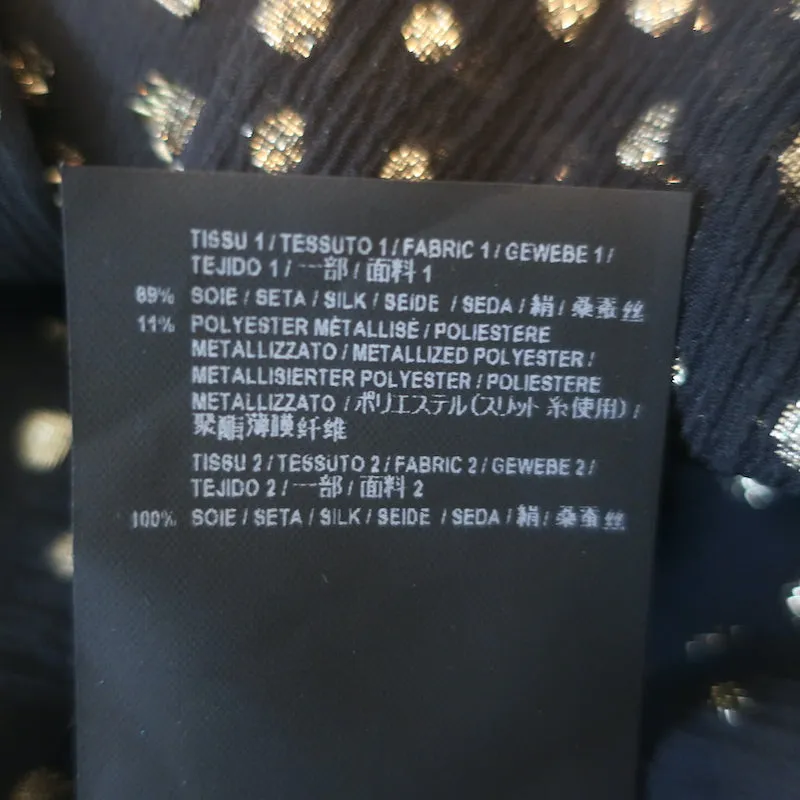 TISSU 1 / TESSUTO 1 / FABRIC 1 / GEWEBE 1 /
TEJIDO 1 / 一部 / 面料 1
89% SOIE / SETA / SILK / SEIDE / SEDA / 絹 / 桑蚕丝
11% POLYESTER MÉTALLISÉ / POLIESTERE
METALLIZZATO / METALLIZED POLYESTER /
METALLISIERTER POLYESTER / POLIESTERE
METALLIZZATO / ポリエステル(スリット 糸使用) /
聚酯薄膜纤维
TISSU 2 / TESSUTO 2 / FABRIC 2 / GEWEBE 2 /
TEJIDO 2 / 一部 / 面料 2
100% SOIE / SETA / SILK / SEIDE / SEDA / 絹 / 桑蚕丝